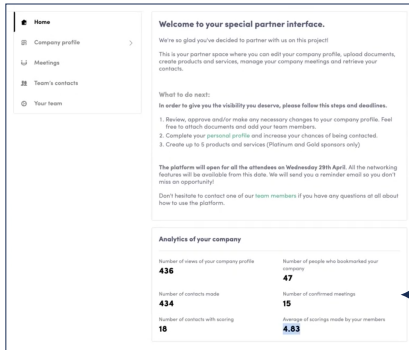 Home
Company profile
Meetings
Team's contacts
Your team
Welcome to your special partner interface.
We're so glad you've decided to partner with us on this project!
This is your partner space where you can edit your company profile, upload documents,
create products and services, manage your company meetings and retrieve your
contacts.
What to do next:
In order to give you the visibility you deserve, please follow this steps and deadlines.
1. Review, approve and/or make any necessary changes to your company profile. Feel
free to attach documents and add your team members.
2. Complete your personal profile and increase your chances of being contacted.
3. Create up to 5 products and services (Platinum and Gold sponsors only)
The platform will open for all the attendees on Wednesday 29th April. All the networking
features will be available from this date. We will send you a reminder email so you don't
miss an opportunity!
Don't hesitate to contact one of our team members if you have any questions at all about
how to use the platform.
Analytics of your company
Number of views of your company profile
436
Number of people who bookmarked your
company
47
Number of contacts made
434
Number of confirmed meetings
15
Number of contacts with scoring
18
Average of scorings made by your members
4.83